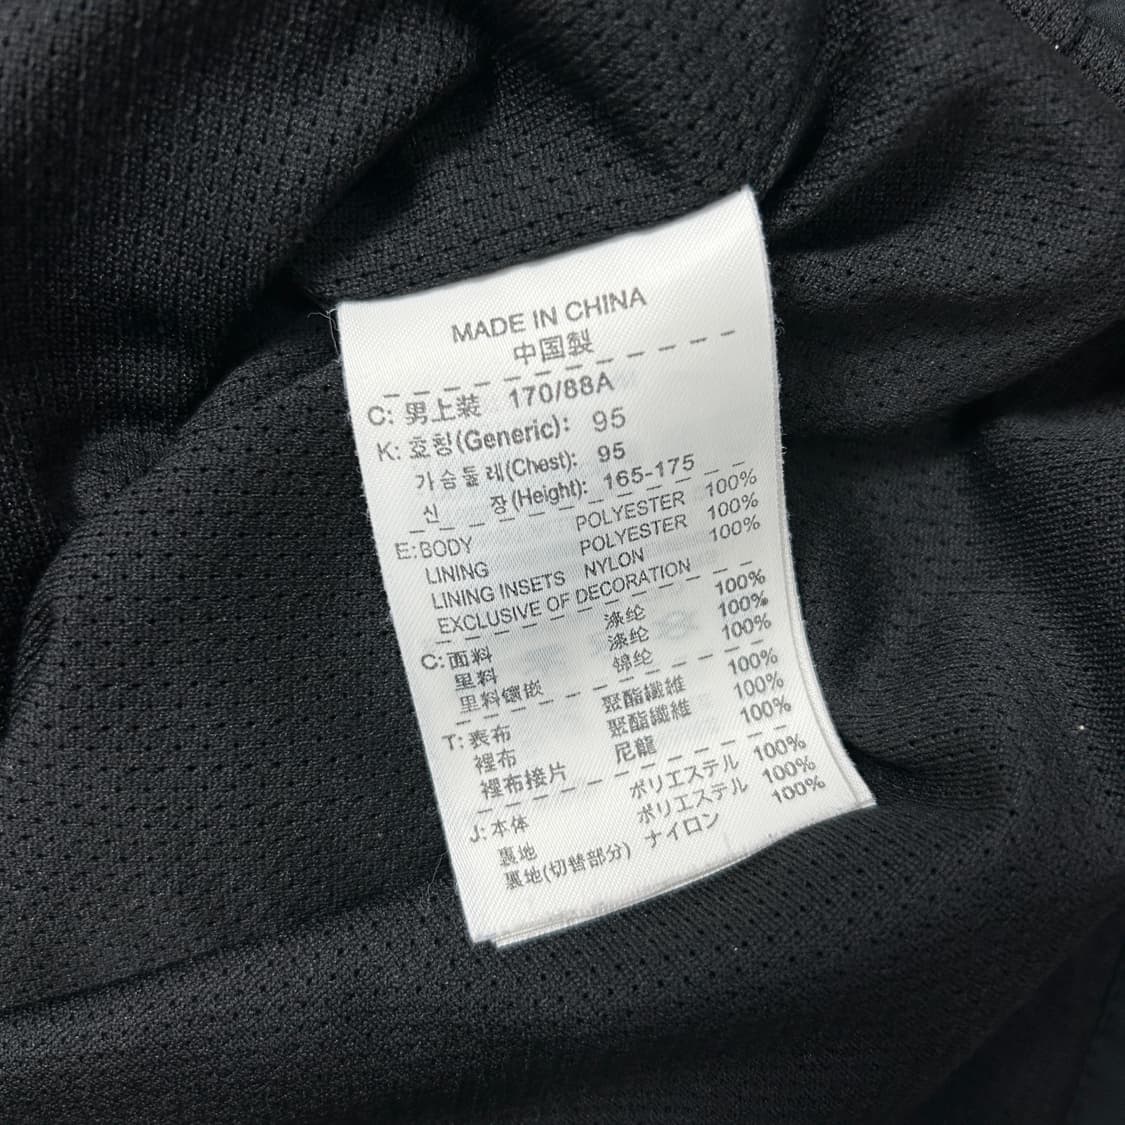 MADE IN CHINA
中国製
C: 男上装 170/88A
K: 호칭(Generic): 95
가슴둘레(Chest): 95
신 장(Height): 165-175
E: BODY POLYESTER 100%
LINING POLYESTER 100%
LINING INSETS NYLON 100%
EXCLUSIVE OF DECORATION
C: 面料 涤纶 100%
里料 涤纶 100%
里料镶嵌 锦纶 100%
T: 表布 聚酯纖維 100%
裡布 聚酯纖維 100%
裡布接片 尼龍 100%
J: 本体 ポリエステル 100%
裏地 ポリエステル 100%
裏地(切替部分) ナイロン 100%